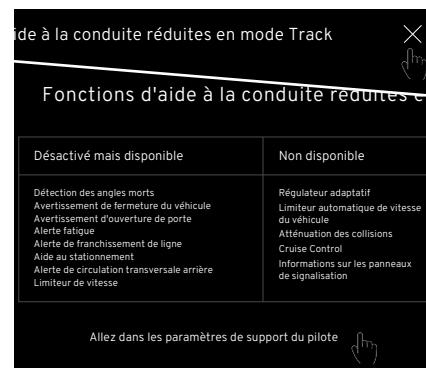 ide à la conduite réduites en mode Track
Fonctions d'aide à la conduite réduites
Désactivé mais disponible
Non disponible
Détection des angles morts
Avertissement de fermeture du véhicule
Avertissement d'ouverture de porte
Alerte fatigue
Alerte de franchissement de ligne
Aide au stationnement
Alerte de circulation transversale arrière
Limiteur de vitesse
Régulateur adaptatif
Limiteur automatique de vitesse
du véhicule
Atténuation des collisions
Cruise Control
Informations sur les panneaux
de signalisation
Allez dans les paramètres de support du pilote